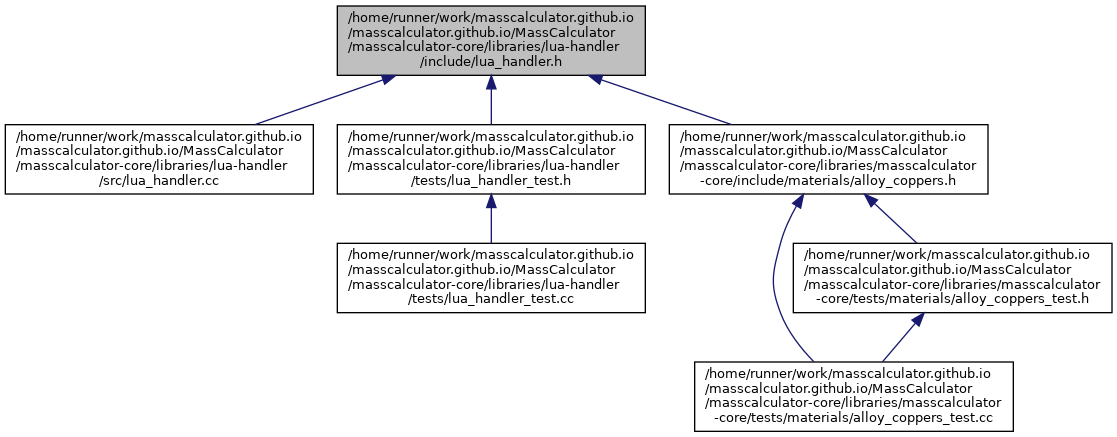 /home/runner/work/masscalculator.github.io
/masscalculator.github.io/MassCalculator
/masscalculator-core/libraries/lua-handler
/include/lua_handler.h
/home/runner/work/masscalculator.github.io
/masscalculator.github.io/MassCalculator
/masscalculator-core/libraries/lua-handler
/src/lua_handler.cc
/home/runner/work/masscalculator.github.io
/masscalculator.github.io/MassCalculator
/masscalculator-core/libraries/lua-handler
/tests/lua_handler_test.h
/home/runner/work/masscalculator.github.io
/masscalculator.github.io/MassCalculator
/masscalculator-core/libraries/masscalculator
-core/include/materials/alloy_coppers.h
/home/runner/work/masscalculator.github.io
/masscalculator.github.io/MassCalculator
/masscalculator-core/libraries/lua-handler
/tests/lua_handler_test.cc
/home/runner/work/masscalculator.github.io
/masscalculator.github.io/MassCalculator
/masscalculator-core/libraries/masscalculator
-core/tests/materials/alloy_coppers_test.h
/home/runner/work/masscalculator.github.io
/masscalculator.github.io/MassCalculator
/masscalculator-core/libraries/masscalculator
-core/tests/materials/alloy_coppers_test.cc